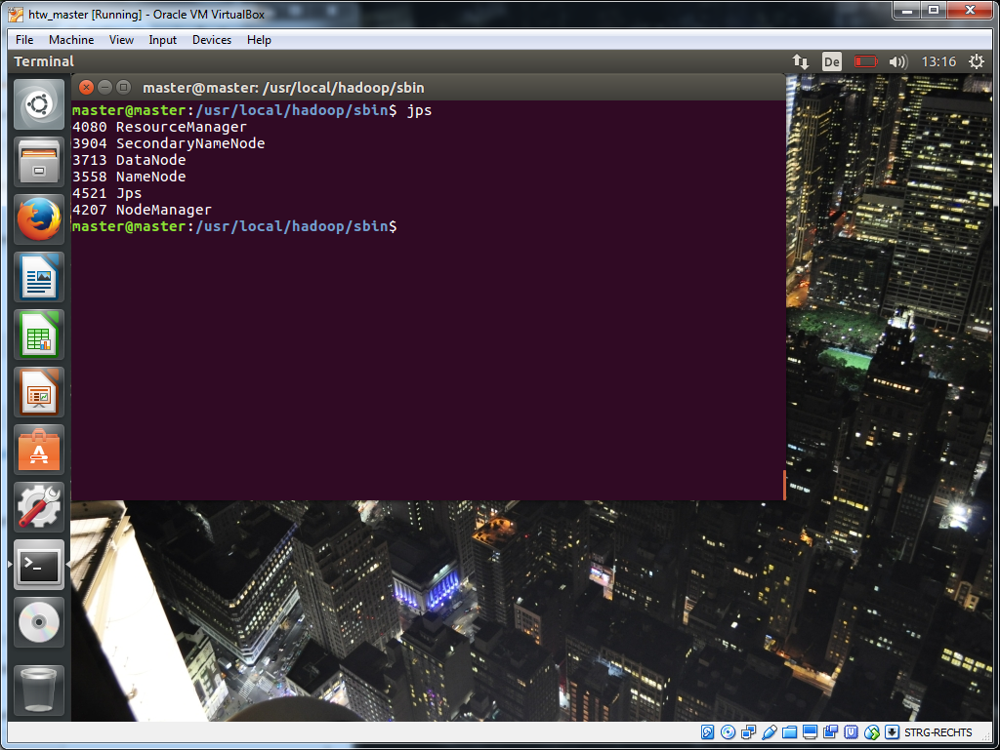 htw_master [Running] - Oracle VM VirtualBox
File Machine View Input Devices Help
Terminal De 13:16
master@master: /usr/local/hadoop/sbin
master@master:/usr/local/hadoop/sbin$ jps
4080 ResourceManager
3904 SecondaryNameNode
3713 DataNode
3558 NameNode
4521 Jps
4207 NodeManager
master@master:/usr/local/hadoop/sbin$
STRG-RECHTS